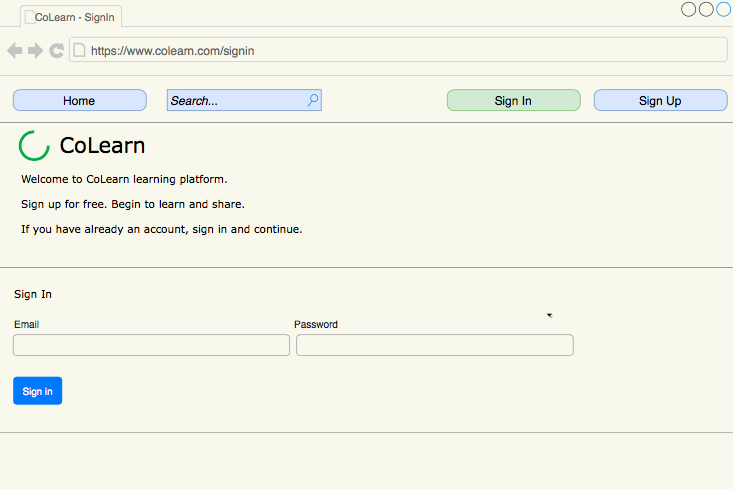 CoLearn - SignIn
https://www.colearn.com/signin
Home
Search...
Sign In
Sign Up
CoLearn
Welcome to CoLearn learning platform.
Sign up for free. Begin to learn and share.
If you have already an account, sign in and continue.
Sign In
Email
Password
Sign in